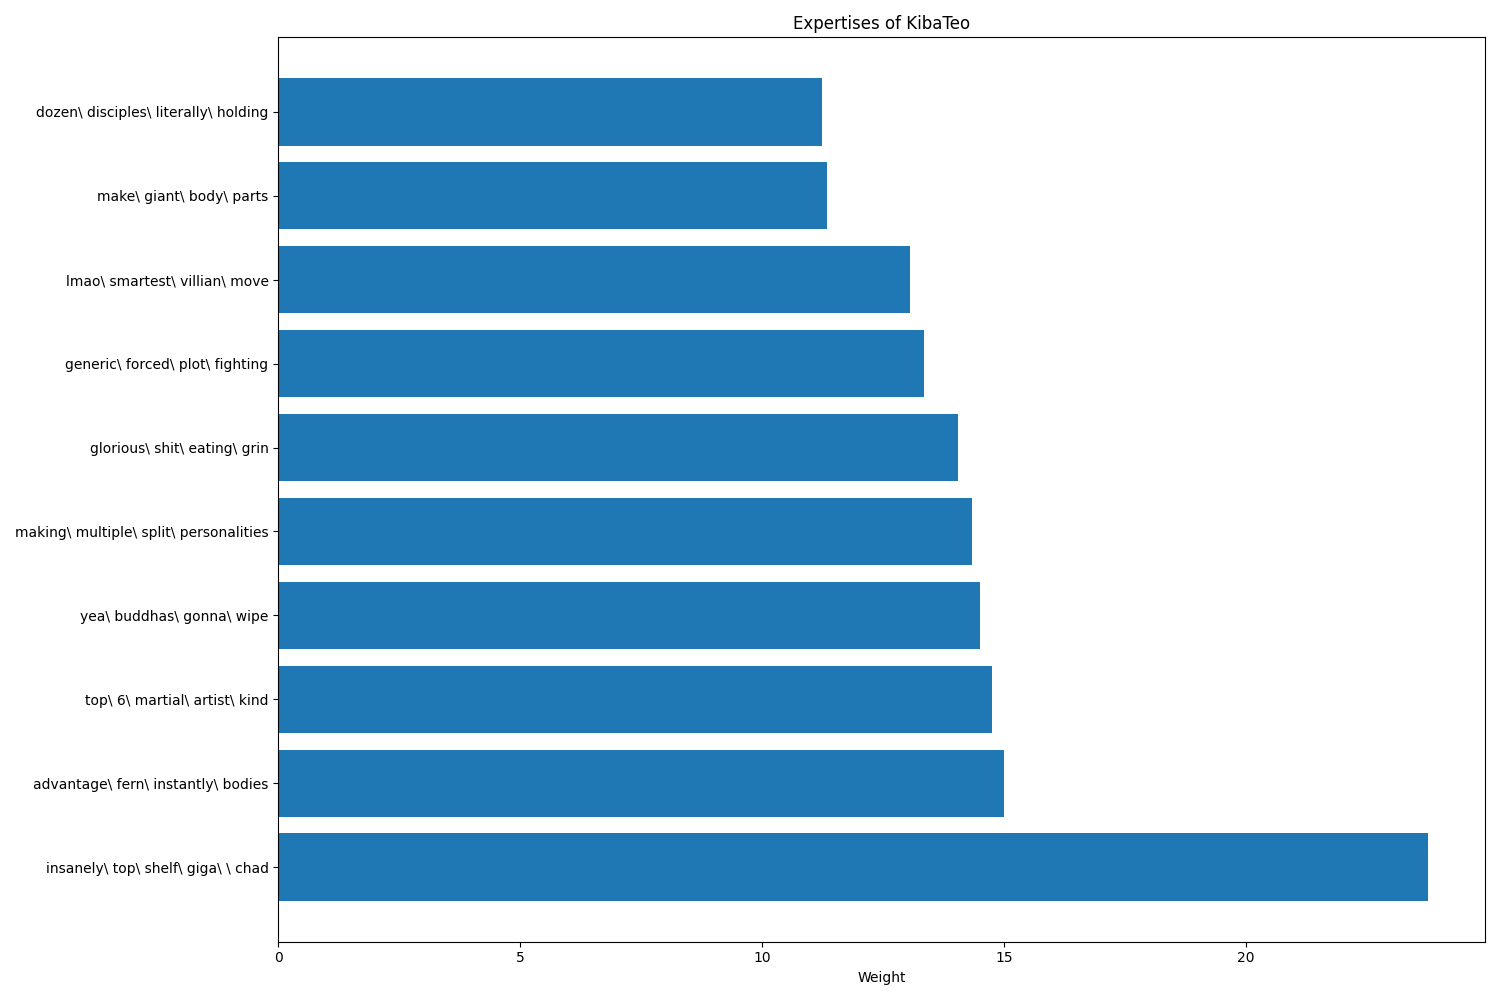 Expertises of KibaTeo
dozen\ disciples\ literally\ holding
make\ giant\ body\ parts
lmao\ smartest\ villian\ move
generic\ forced\ plot\ fighting
glorious\ shit\ eating\ grin
making\ multiple\ split\ personalities
yea\ buddhas\ gonna\ wipe
top\ 6\ martial\ artist\ kind
advantage\ fern\ instantly\ bodies
insanely\ top\ shelf\ giga\ \ chad
0 5 10 15 20
Weight